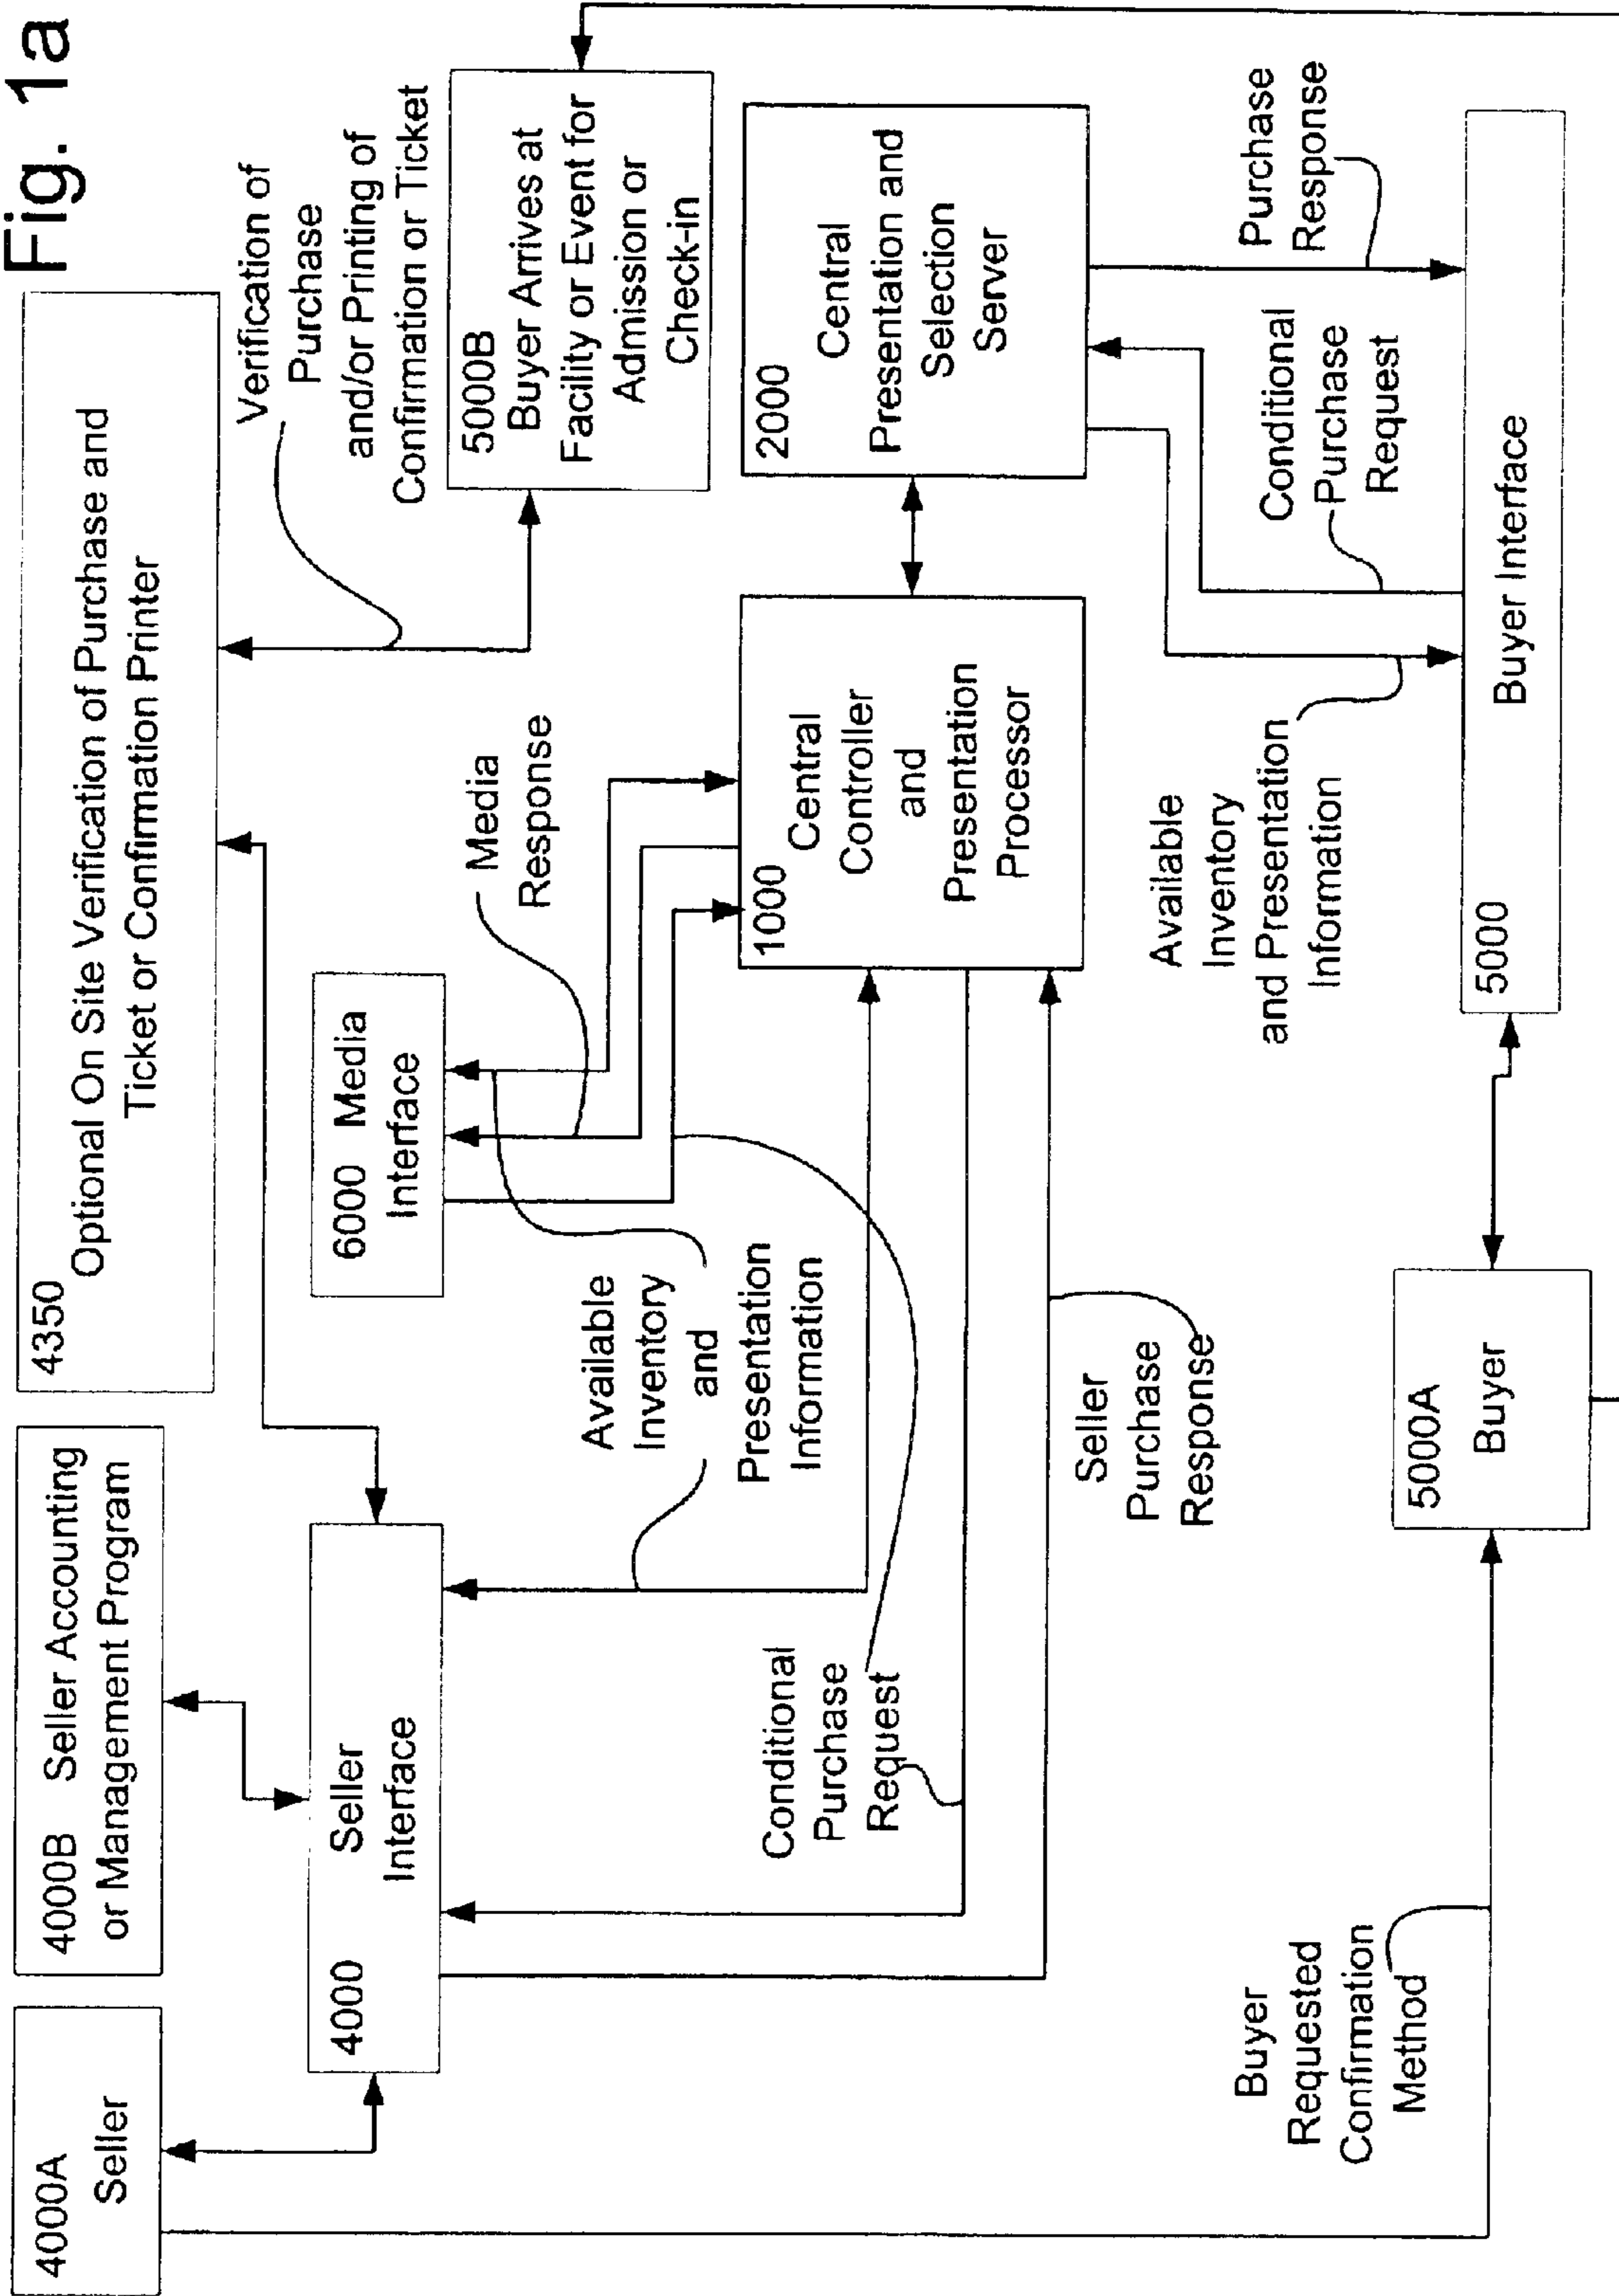 Fig. 1a
4000A
Seller
4000B Seller Accounting
or Management Program
4350
Optional On Site Verification of Purchase and
Ticket or Confirmation Printer
4000
Seller
Interface
6000 Media
Interface
Media
Response
Verification of
Purchase
and/or Printing of
Confirmation or Ticket
5000B
Buyer Arrives at
Facility or Event for
Admission or
Check-in
Available
Inventory
and
Presentation
Information
Conditional
Purchase
Request
Seller
Purchase
Response
1000
Central
Controller
and
Presentation
Processor
2000
Central
Presentation and
Selection
Server
Buyer
Requested
Confirmation
Method
5000A
Buyer
Available
Inventory
and Presentation
Information
Conditional
Purchase
Request
Purchase
Response
5000
Buyer Interface